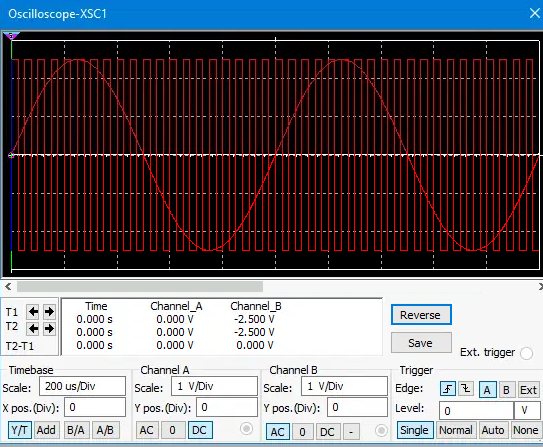 Oscilloscope-XSC1
Time Channel_A Channel_B
T1 0.000 s 0.000 V -2.500 V
T2 0.000 s 0.000 V -2.500 V
T2-T1 0.000 s 0.000 V 0.000 V
Reverse
Save
Ext. trigger
Timebase
Scale: 200 us/Div
X pos.(Div): 0
Y/T Add B/A A/B
Channel A
Scale: 1 V/Div
Y pos.(Div): 0
AC 0 DC
Channel B
Scale: 1 V/Div
Y pos.(Div): 0
AC 0 DC -
Trigger
Edge: A B Ext
Level: 0 V
Single Normal Auto None